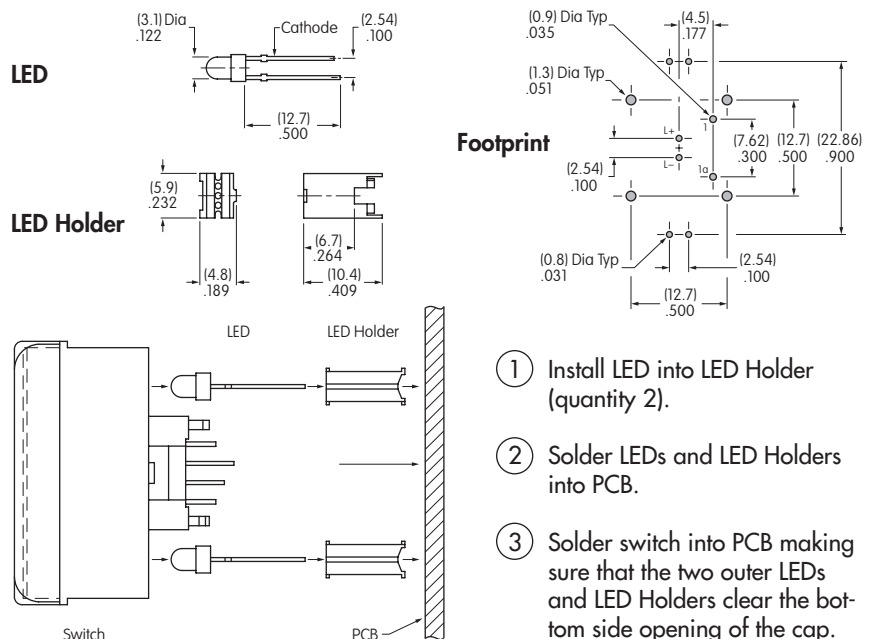 (3.1) Dia
.122
Cathode
(2.54)
.100
LED
(12.7)
.500
(5.9)
.232
LED Holder
(6.7)
.264
(4.8)
.189
(10.4)
.409
(0.9) Dia Typ
.035
(4.5)
.177
(1.3) Dia Typ
.051
Footprint
L+
L–
1
1a
(7.62)
.300
(12.7)
.500
(22.86)
.900
(2.54)
.100
(0.8) Dia Typ
.031
(2.54)
.100
(12.7)
.500
LED
LED Holder
Switch
PCB
1 Install LED into LED Holder
(quantity 2).
2 Solder LEDs and LED Holders
into PCB.
3 Solder switch into PCB making
sure that the two outer LEDs
and LED Holders clear the bot-
tom side opening of the cap.